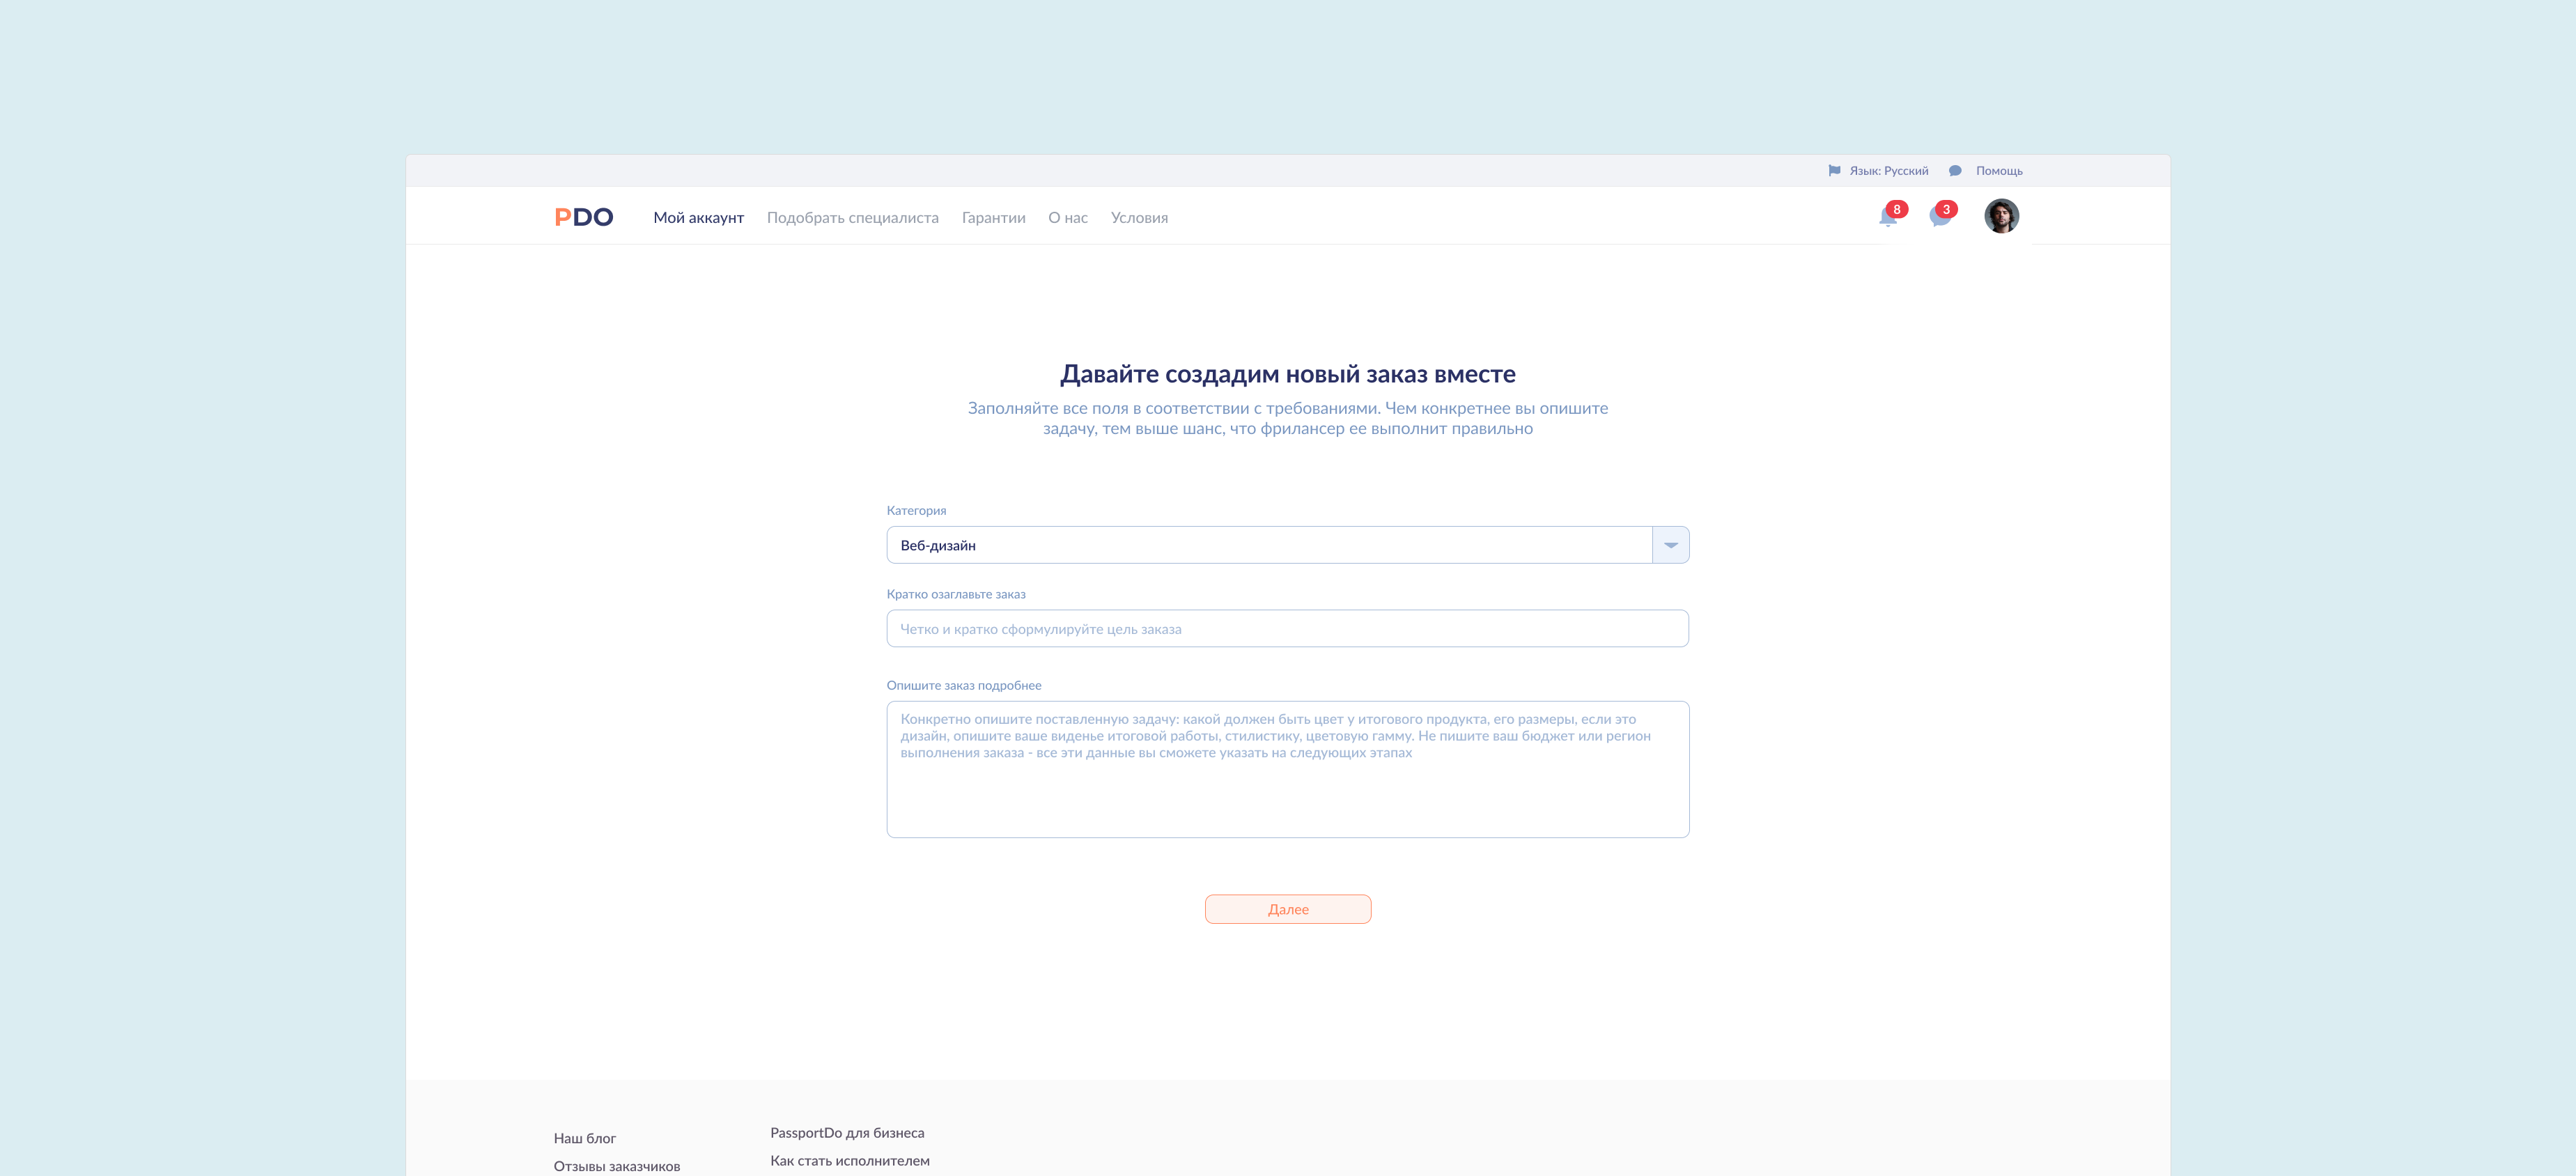 Язык: Русский
Помощь
PDO
Мой аккаунт
Подобрать специалиста
Гарантии
О нас
Условия
8
3
Давайте создадим новый заказ вместе
Заполняйте все поля в соответствии с требованиями. Чем конкретнее вы опишите
задачу, тем выше шанс, что фрилансер ее выполнит правильно
Категория
Веб-дизайн
Кратко озаглавьте заказ
Четко и кратко сформулируйте цель заказа
Опишите заказ подробнее
Конкретно опишите поставленную задачу: какой должен быть цвет у итогового продукта, его размеры, если это
дизайн, опишите ваше виденье итоговой работы, стилистику, цветовую гамму. Не пишите ваш бюджет или регион
выполнения заказа - все эти данные вы сможете указать на следующих этапах
Далее
Наш блог
Отзывы заказчиков
PassportDo для бизнеса
Как стать исполнителем